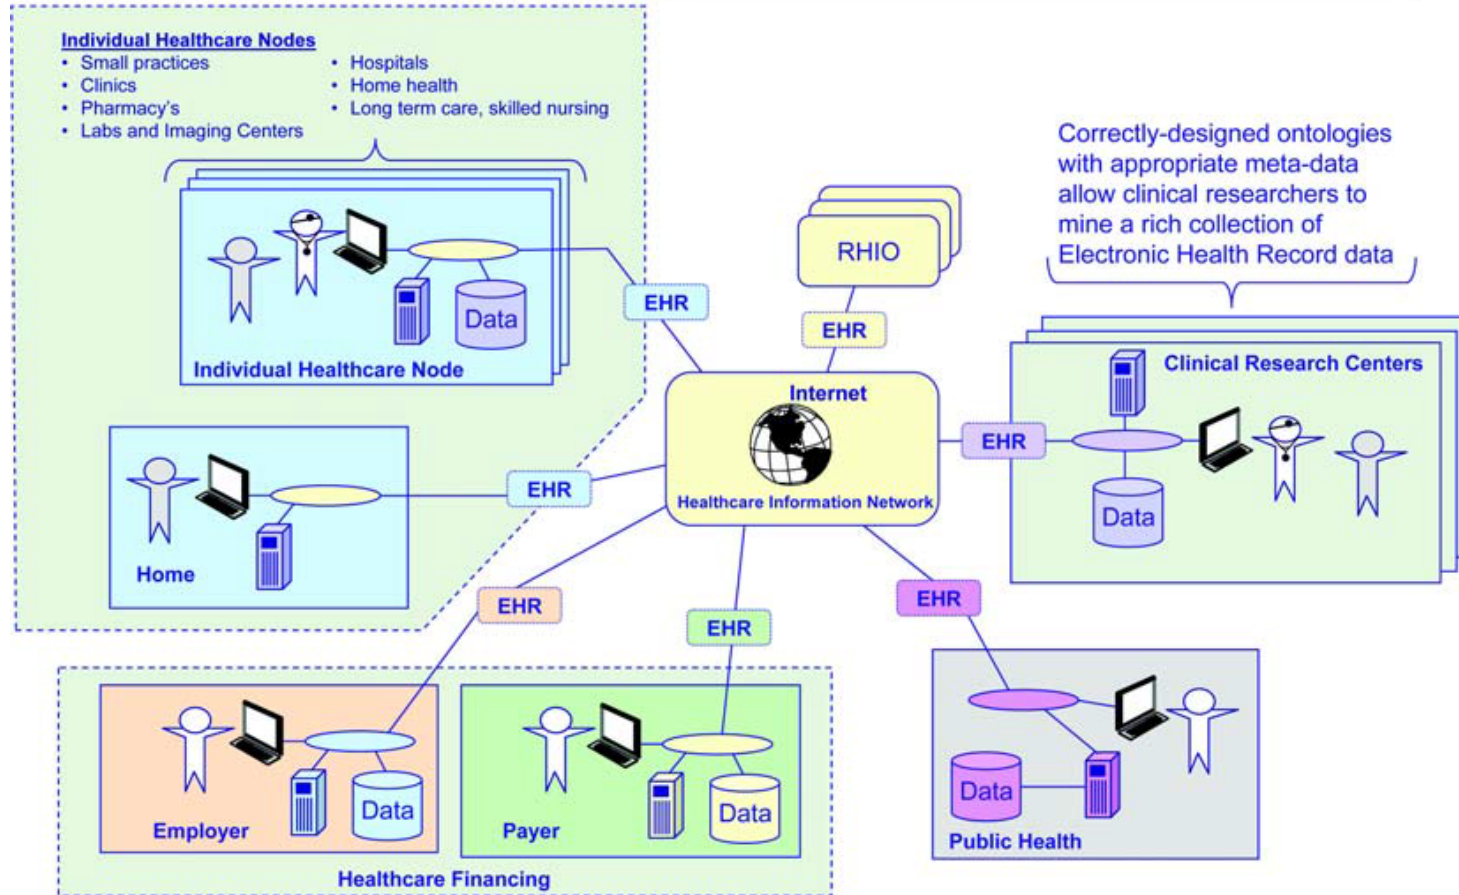 Individual Healthcare Nodes
• Small practices
• Clinics
• Pharmacy's
• Labs and Imaging Centers
• Hospitals
• Home health
• Long term care, skilled nursing
Data
Individual Healthcare Node
EHR
RHIO
EHR
Correctly-designed ontologies
with appropriate meta-data
allow clinical researchers to
mine a rich collection of
Electronic Health Record data
Clinical Research Centers
Data
EHR
Internet
Healthcare Information Network
EHR
Home
EHR
EHR
EHR
Data
Employer
Data
Payer
Healthcare Financing
Data
Public Health